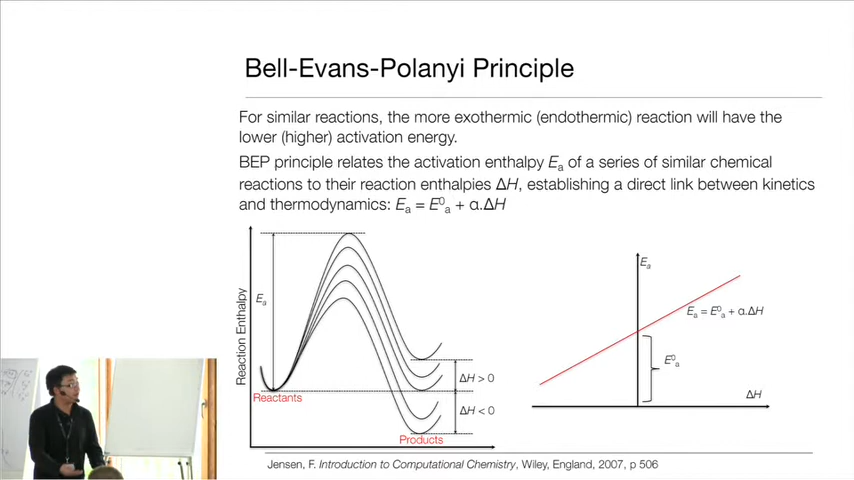 Bell-Evans-Polanyi Principle
For similar reactions, the more exothermic (endothermic) reaction will have the
lower (higher) activation energy.
BEP principle relates the activation enthalpy Eₐ of a series of similar chemical
reactions to their reaction enthalpies ΔH, establishing a direct link between kinetics
and thermodynamics: Eₐ = E⁰ₐ + α.ΔH
Reaction Enthalpy
Eₐ
Reactants
ΔH > 0
ΔH < 0
Products
Eₐ
Eₐ = E⁰ₐ + α.ΔH
E⁰ₐ
ΔH
Jensen, F. Introduction to Computational Chemistry, Wiley, England, 2007, p 506